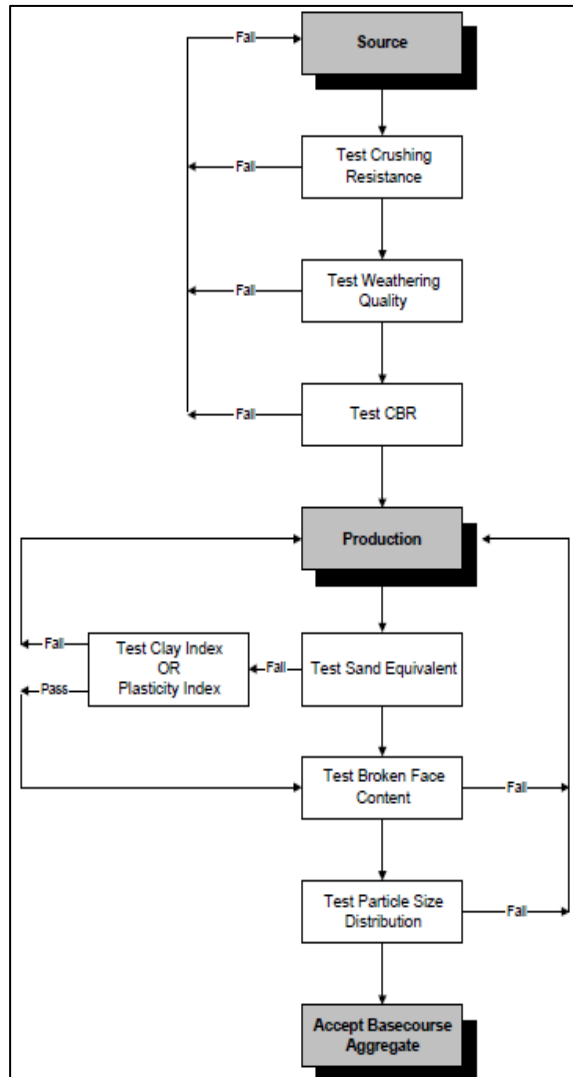 Fail
Source
Test Crushing
Resistance
Fail
Test Weathering
Quality
Fail
Test CBR
Fail
Production
Test Clay Index
OR
Plasticity Index
Fail
Pass
Fail
Test Sand Equivalent
Test Broken Face
Content
Fail
Test Particle Size
Distribution
Fail
Accept Basecourse
Aggregate